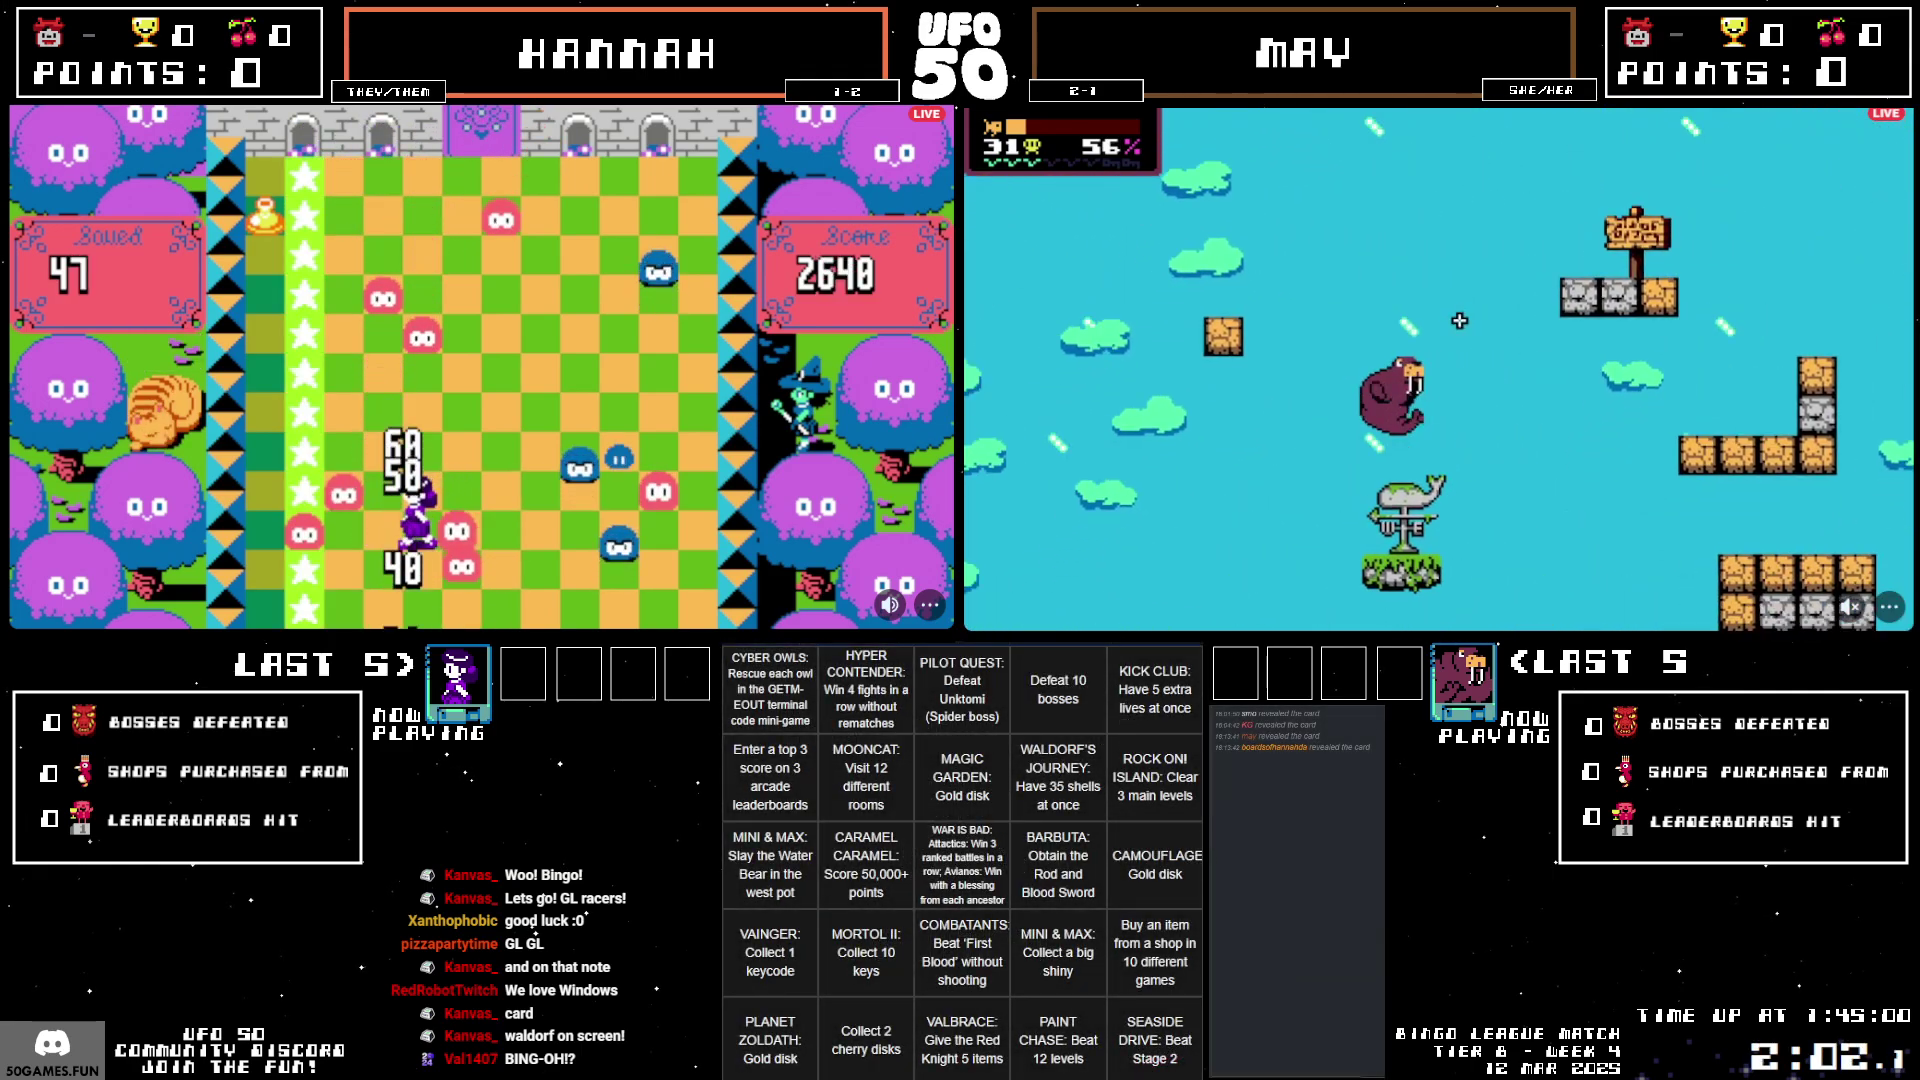 - 0 0
POINTS: 0
HANNAH
THEY/THEM
1-2
UFO
50
MAY
2-1
SHE/HER
- 0 0
POINTS: 0
LIVE
Saved
47
Score
2640
60
50
40
LIVE
31
56%
W E
LAST 5>
NOW
PLAYING
0 BOSSES DEFEATED
0 SHOPS PURCHASED FROM
0 LEADERBOARDS HIT
Kanvas_ Woo! Bingo!
Kanvas_ Lets go! GL racers!
Xanthophobic good luck :0
pizzapartytime GL GL
Kanvas_ and on that note
RedRobotTwitch We love Windows
Kanvas_ card
Kanvas_ waldorf on screen!
Val1407 BING-OH!?
50GAMES.FUN
UFO 50
COMMUNITY DISCORD
JOIN THE FUN!
CYBER OWLS:
Rescue each owl
in the GETM-
EOUT terminal
code mini-game
HYPER
CONTENDER:
Win 4 fights in a
row without
rematches
PILOT QUEST:
Defeat
Unktomi
(Spider boss)
Defeat 10
bosses
KICK CLUB:
Have 5 extra
lives at once
Enter a top 3
score on 3
arcade
leaderboards
MOONCAT:
Visit 12
different
rooms
MAGIC
GARDEN:
Gold disk
WALDORF'S
JOURNEY:
Have 35 shells
at once
ROCK ON!
ISLAND: Clear
3 main levels
MINI & MAX:
Slay the Water
Bear in the
west pot
CARAMEL
CARAMEL:
Score 50,000+
points
WAR IS BAD:
Attactics: Win 3
ranked battles in a
row; Avianos: Win
with a blessing
from each ancestor
BARBUTA:
Obtain the
Rod and
Blood Sword
CAMOUFLAGE
Gold disk
VAINGER:
Collect 1
keycode
MORTOL II:
Collect 10
keys
COMBATANTS:
Beat 'First
Blood' without
shooting
MINI & MAX:
Collect a big
shiny
Buy an item
from a shop in
10 different
games
PLANET
ZOLDATH:
Gold disk
Collect 2
cherry disks
VALBRACE:
Give the Red
Knight 5 items
PAINT
CHASE: Beat
12 levels
SEASIDE
DRIVE: Beat
Stage 2
18:01:50 smo revealed the card
18:04:42 KG revealed the card
18:13:41 may revealed the card
18:13:42 boardsofhannahda revealed the card
<LAST 5
NOW
PLAYING
0 BOSSES DEFEATED
0 SHOPS PURCHASED FROM
0 LEADERBOARDS HIT
TIME UP AT 1:45:00
BINGO LEAGUE MATCH
TIER B - WEEK 4
12 MAR 2025
2:02.1